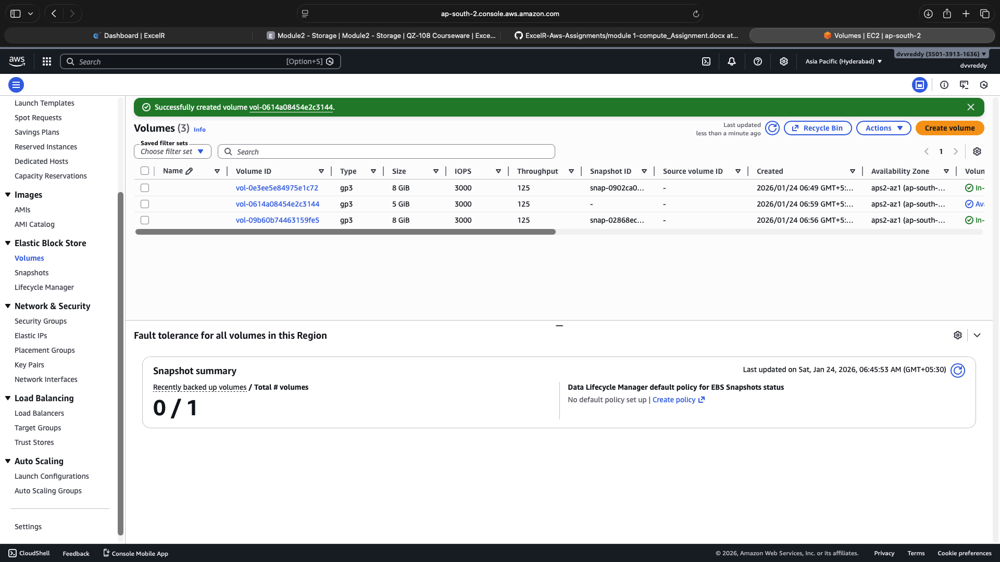 ap-south-2.console.aws.amazon.com
Dashboard | ExcelR
Module2 - Storage | Module2 - Storage | QZ-108 Courseware | Exce...
ExcelR-Aws-Assignments/module 1-compute_Assignment.docx at...
Volumes | EC2 | ap-south-2
aws
Search
[Option+S]
Asia Pacific (Hyderabad)
dvvreddy (3501-3913-1636)
dvvreddy
Launch Templates
Spot Requests
Savings Plans
Reserved Instances
Dedicated Hosts
Capacity Reservations
Images
AMIs
AMI Catalog
Elastic Block Store
Volumes
Snapshots
Lifecycle Manager
Network & Security
Security Groups
Elastic IPs
Placement Groups
Key Pairs
Network Interfaces
Load Balancing
Load Balancers
Target Groups
Trust Stores
Auto Scaling
Launch Configurations
Auto Scaling Groups
Settings
Successfully created volume vol-0614a08454e2c3144.
Volumes (3) Info
Last updated
less than a minute ago
Recycle Bin
Actions
Create volume
Saved filter sets
Choose filter set
Search
1
Name Volume ID Type Size IOPS Throughput Snapshot ID Source volume ID Created Availability Zone Volun
vol-0e3ee5e84975e1c72 gp3 8 GiB 3000 125 snap-0902ca0... - 2026/01/24 06:49 GMT+5:... aps2-az1 (ap-south-... In-
vol-0614a08454e2c3144 gp3 5 GiB 3000 125 - - 2026/01/24 06:59 GMT+5:... aps2-az1 (ap-south-... Ava
vol-09b60b74463159fe5 gp3 8 GiB 3000 125 snap-02868ec... - 2026/01/24 06:56 GMT+5:... aps2-az1 (ap-south-... In-
Fault tolerance for all volumes in this Region
Snapshot summary
Last updated on Sat, Jan 24, 2026, 06:45:53 AM (GMT+05:30)
Recently backed up volumes / Total # volumes
0 / 1
Data Lifecycle Manager default policy for EBS Snapshots status
No default policy set up | Create policy
CloudShell
Feedback
Console Mobile App
© 2026, Amazon Web Services, Inc. or its affiliates.
Privacy
Terms
Cookie preferences